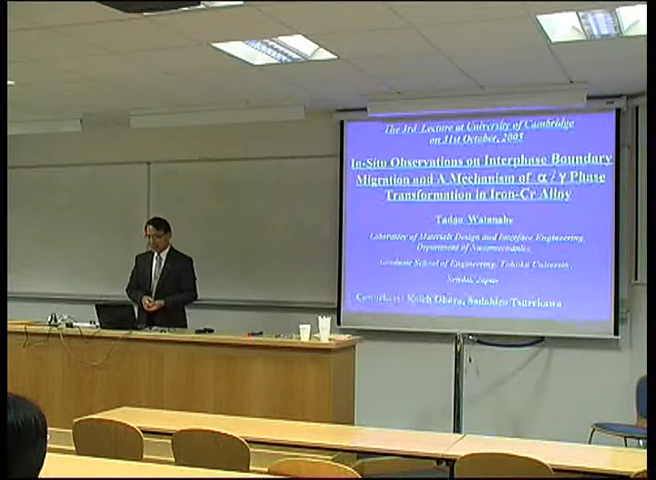 The 3rd Lecture at University of Cambridge
on 31st October, 2005
In-Situ Observations on Interphase Boundary
Migration and A Mechanism of α/γ Phase
Transformation in Iron-Cr Alloy
Tadao Watanabe
Laboratory of Materials Design and Interface Engineering
Department of Nanomechanics
Graduate School of Engineering, Tohoku University
Sendai, Japan
Coworkers: Koichi Obara, Sadahiro Tsurekawa